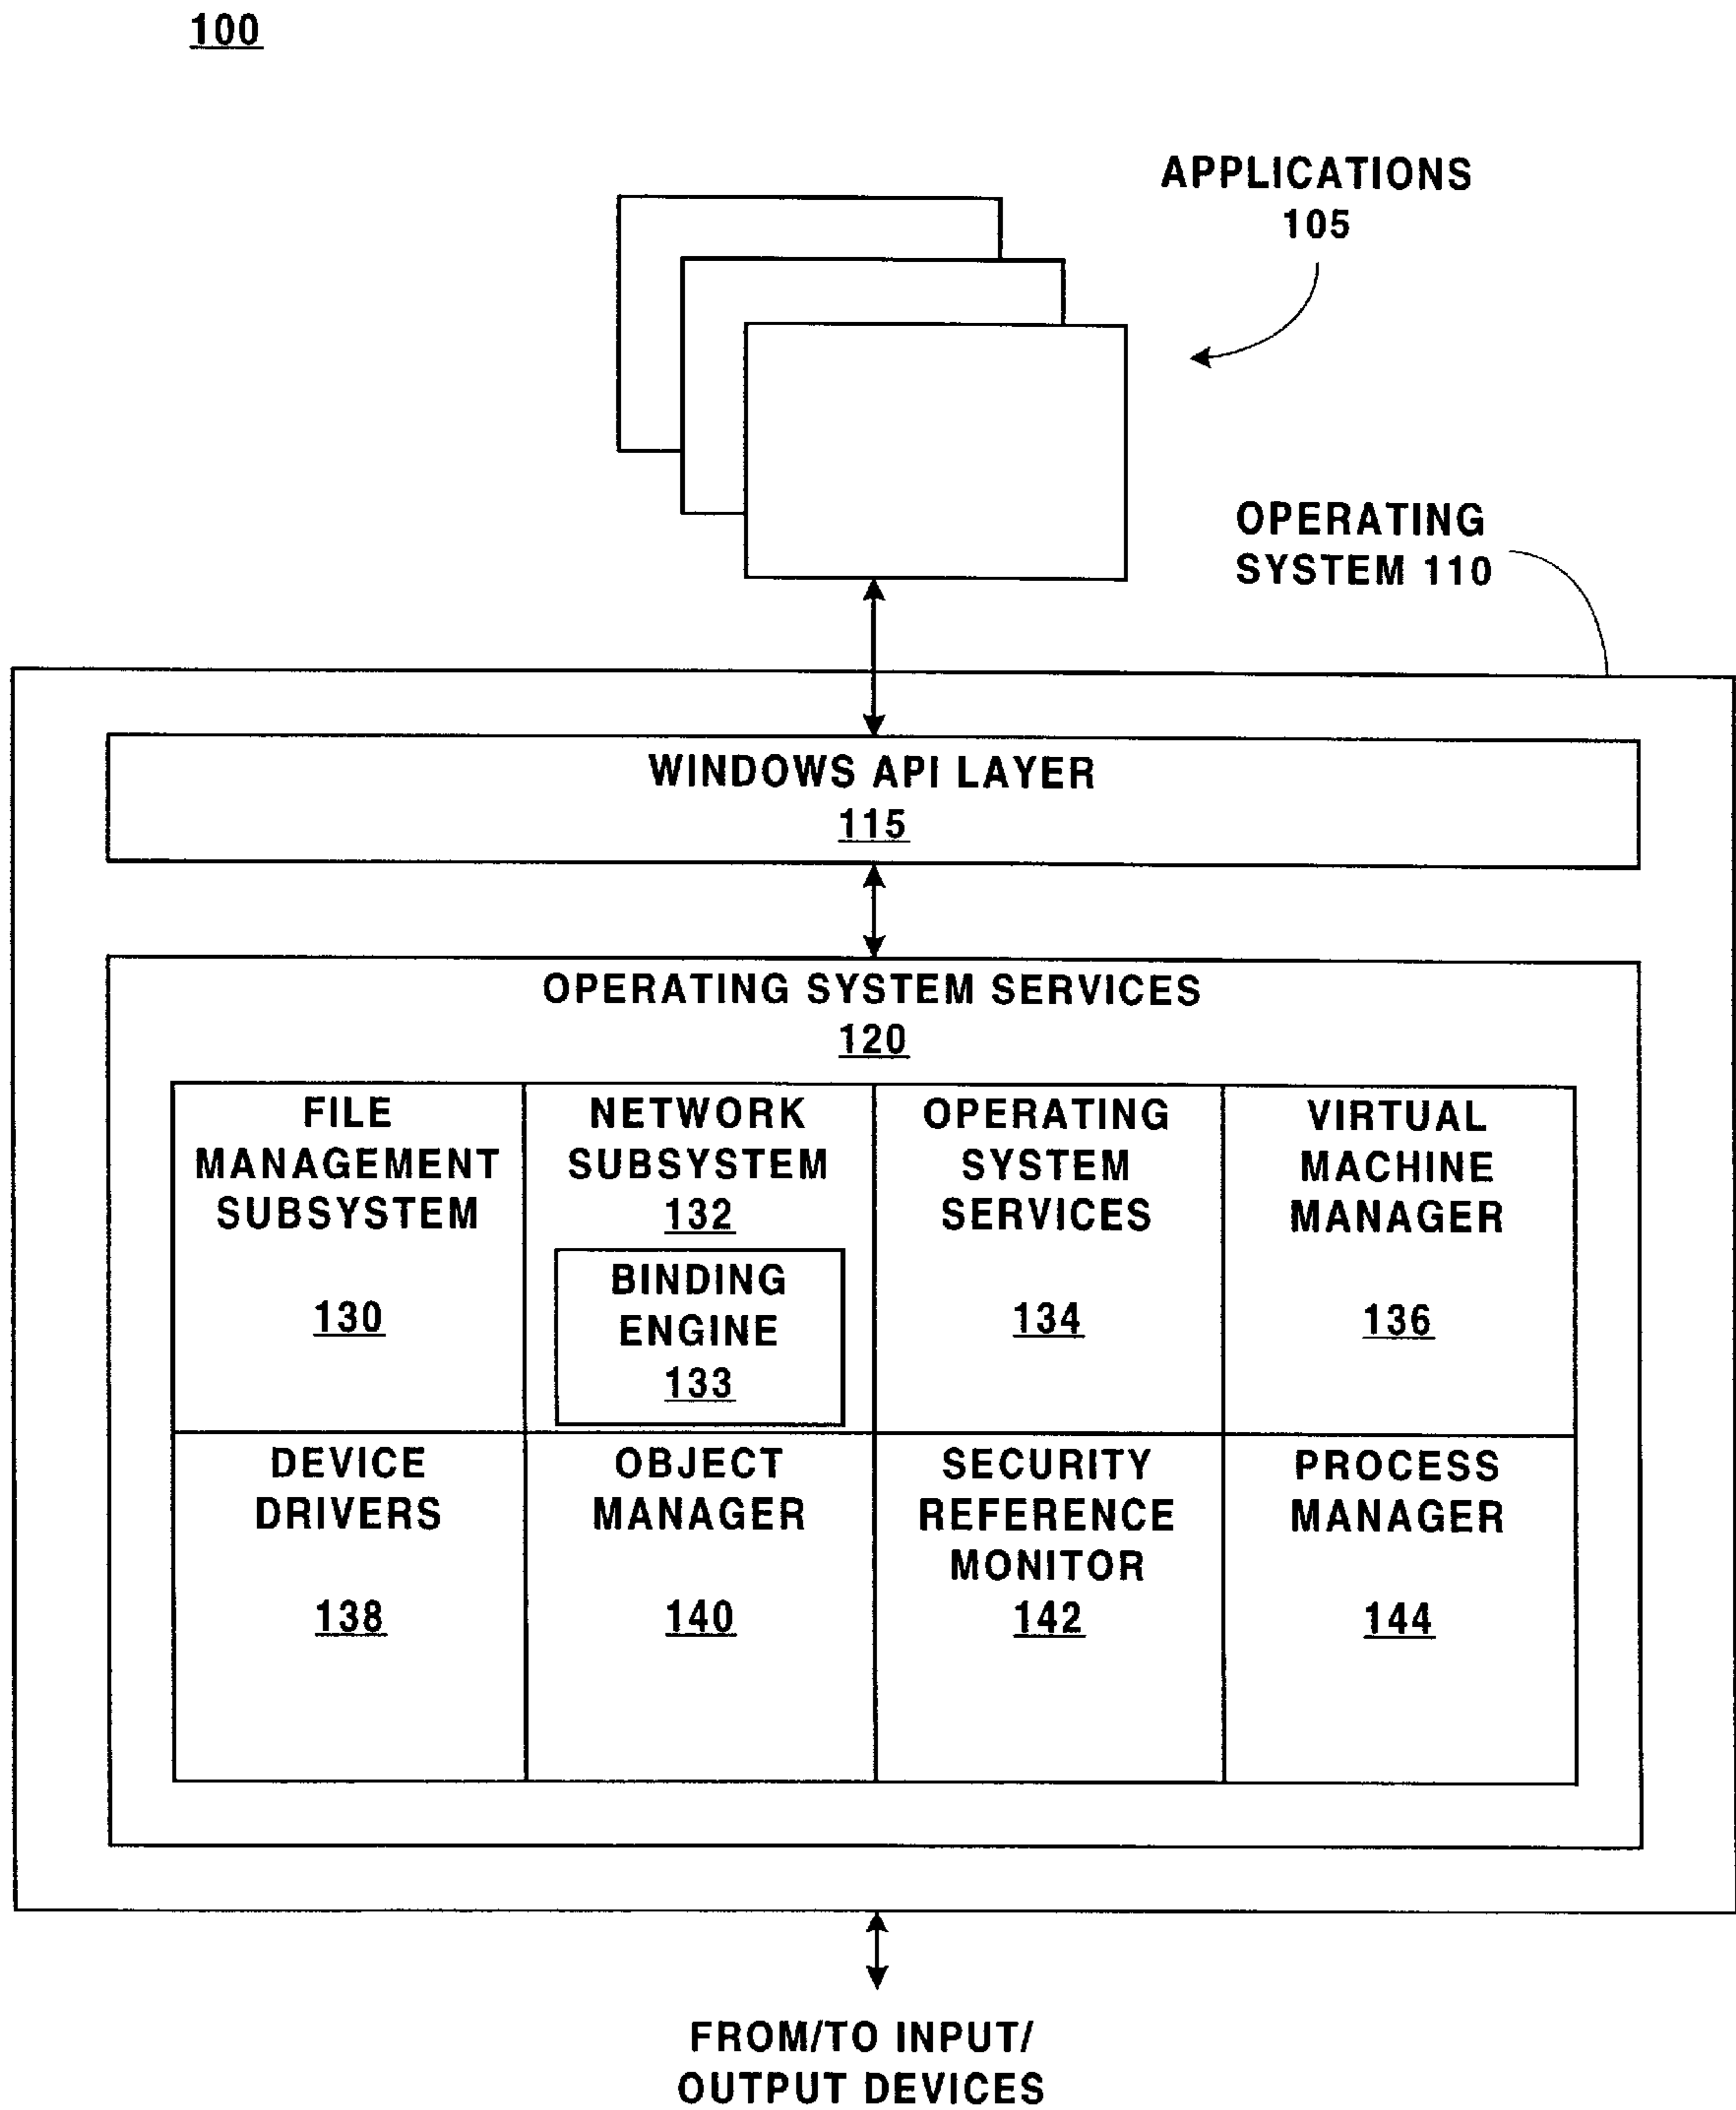 100
APPLICATIONS
105
OPERATING
SYSTEM 110
WINDOWS API LAYER
115
OPERATING SYSTEM SERVICES
120
FILE
MANAGEMENT
SUBSYSTEM
130
NETWORK
SUBSYSTEM
132
BINDING
ENGINE
133
OPERATING
SYSTEM
SERVICES
134
VIRTUAL
MACHINE
MANAGER
136
DEVICE
DRIVERS
138
OBJECT
MANAGER
140
SECURITY
REFERENCE
MONITOR
142
PROCESS
MANAGER
144
FROM/TO INPUT/
OUTPUT DEVICES